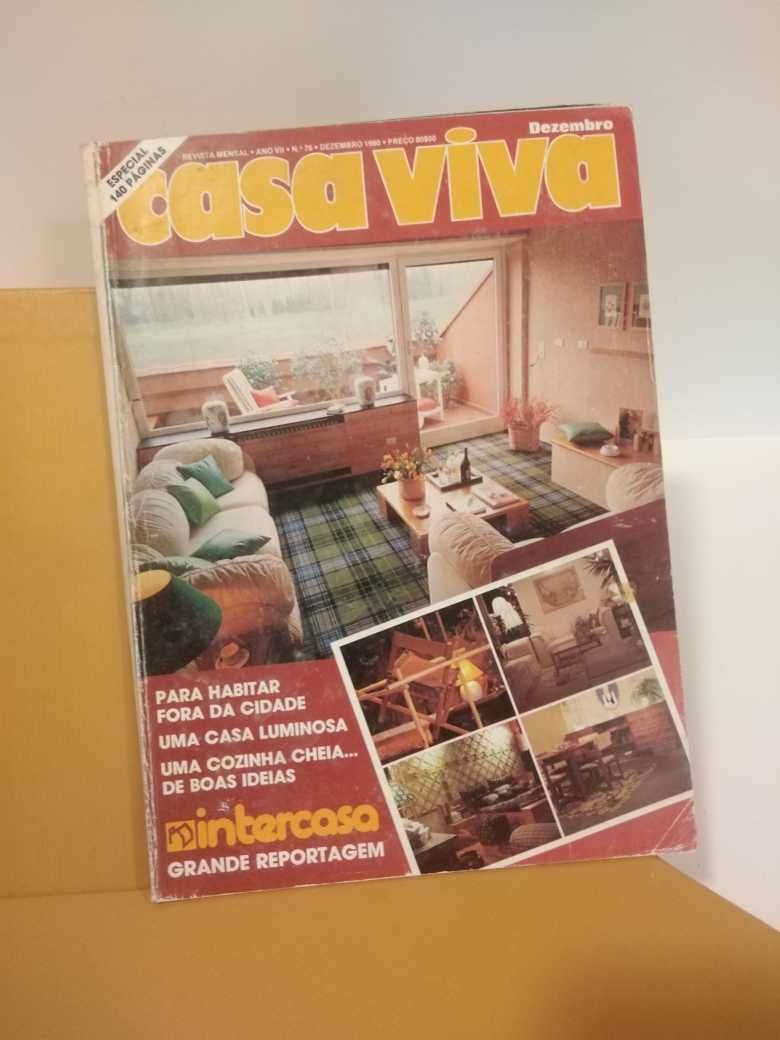 ESPECIAL
140 PÁGINAS
REVISTA MENSAL • ANO VII • N.º 76 • DEZEMBRO 1980 • PREÇO 80$00
Dezembro
casa viva
PARA HABITAR
FORA DA CIDADE
UMA CASA LUMINOSA
UMA COZINHA CHEIA...
DE BOAS IDEIAS
intercasa
GRANDE REPORTAGEM